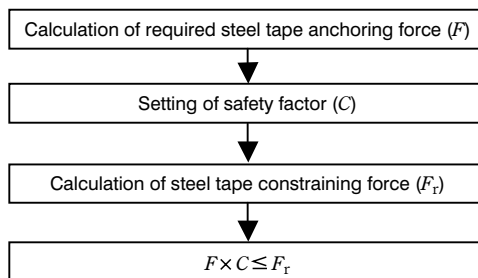 Calculation of required steel tape anchoring force (F)
Setting of safety factor (C)
Calculation of steel tape constraining force (Fr)
F × C ≤ Fr